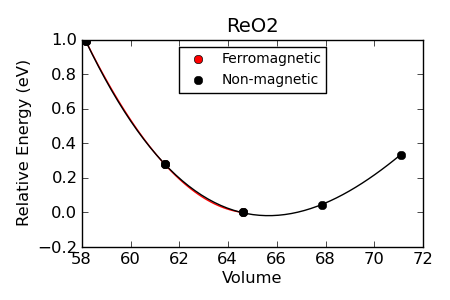 ReO2
Relative Energy (eV)
1.0
0.8
0.6
0.4
0.2
0.0
−0.2
Ferromagnetic
Non-magnetic
58 60 62 64 66 68 70 72
Volume